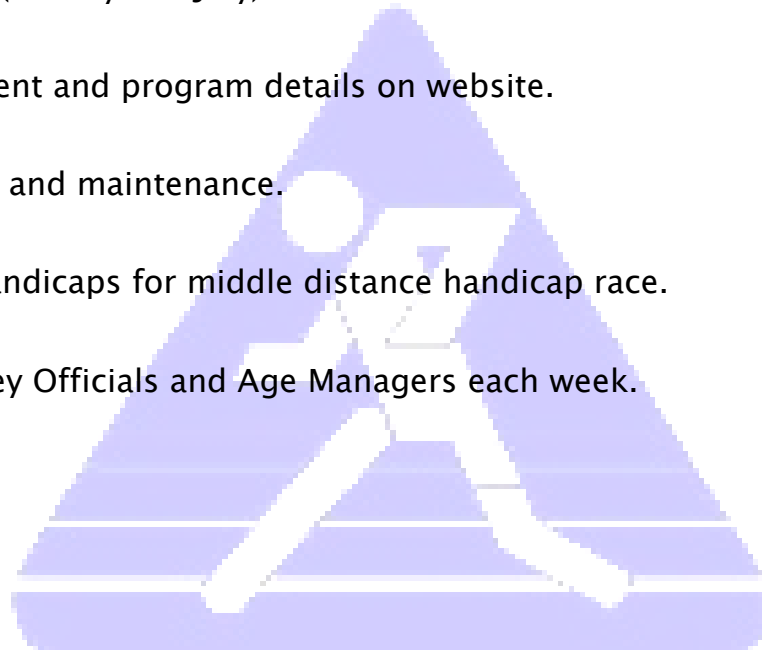 ent and program details on website.
and maintenance.
ndicaps for middle distance handicap race.
ey Officials and Age Managers each week.